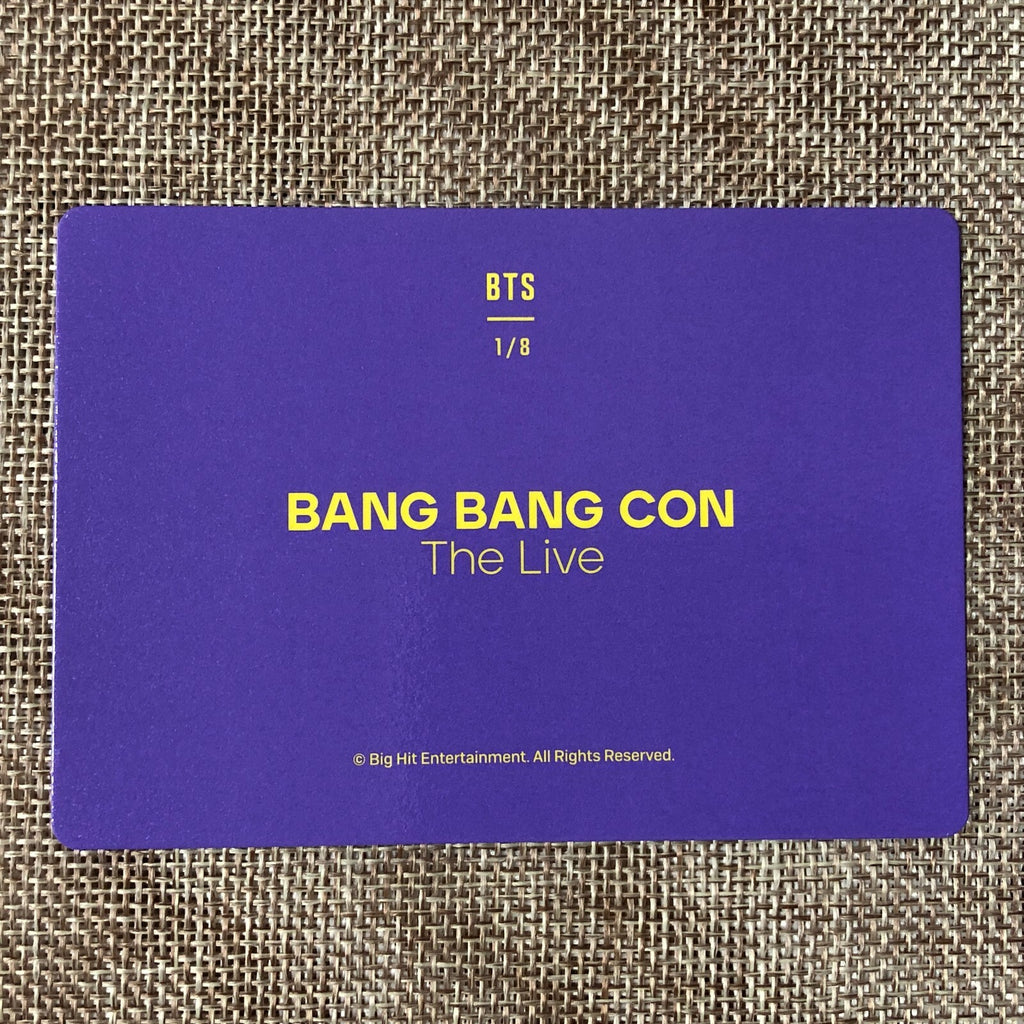 BTS
1/8
BANG BANG CON
The Live
© Big Hit Entertainment. All Rights Reserved.